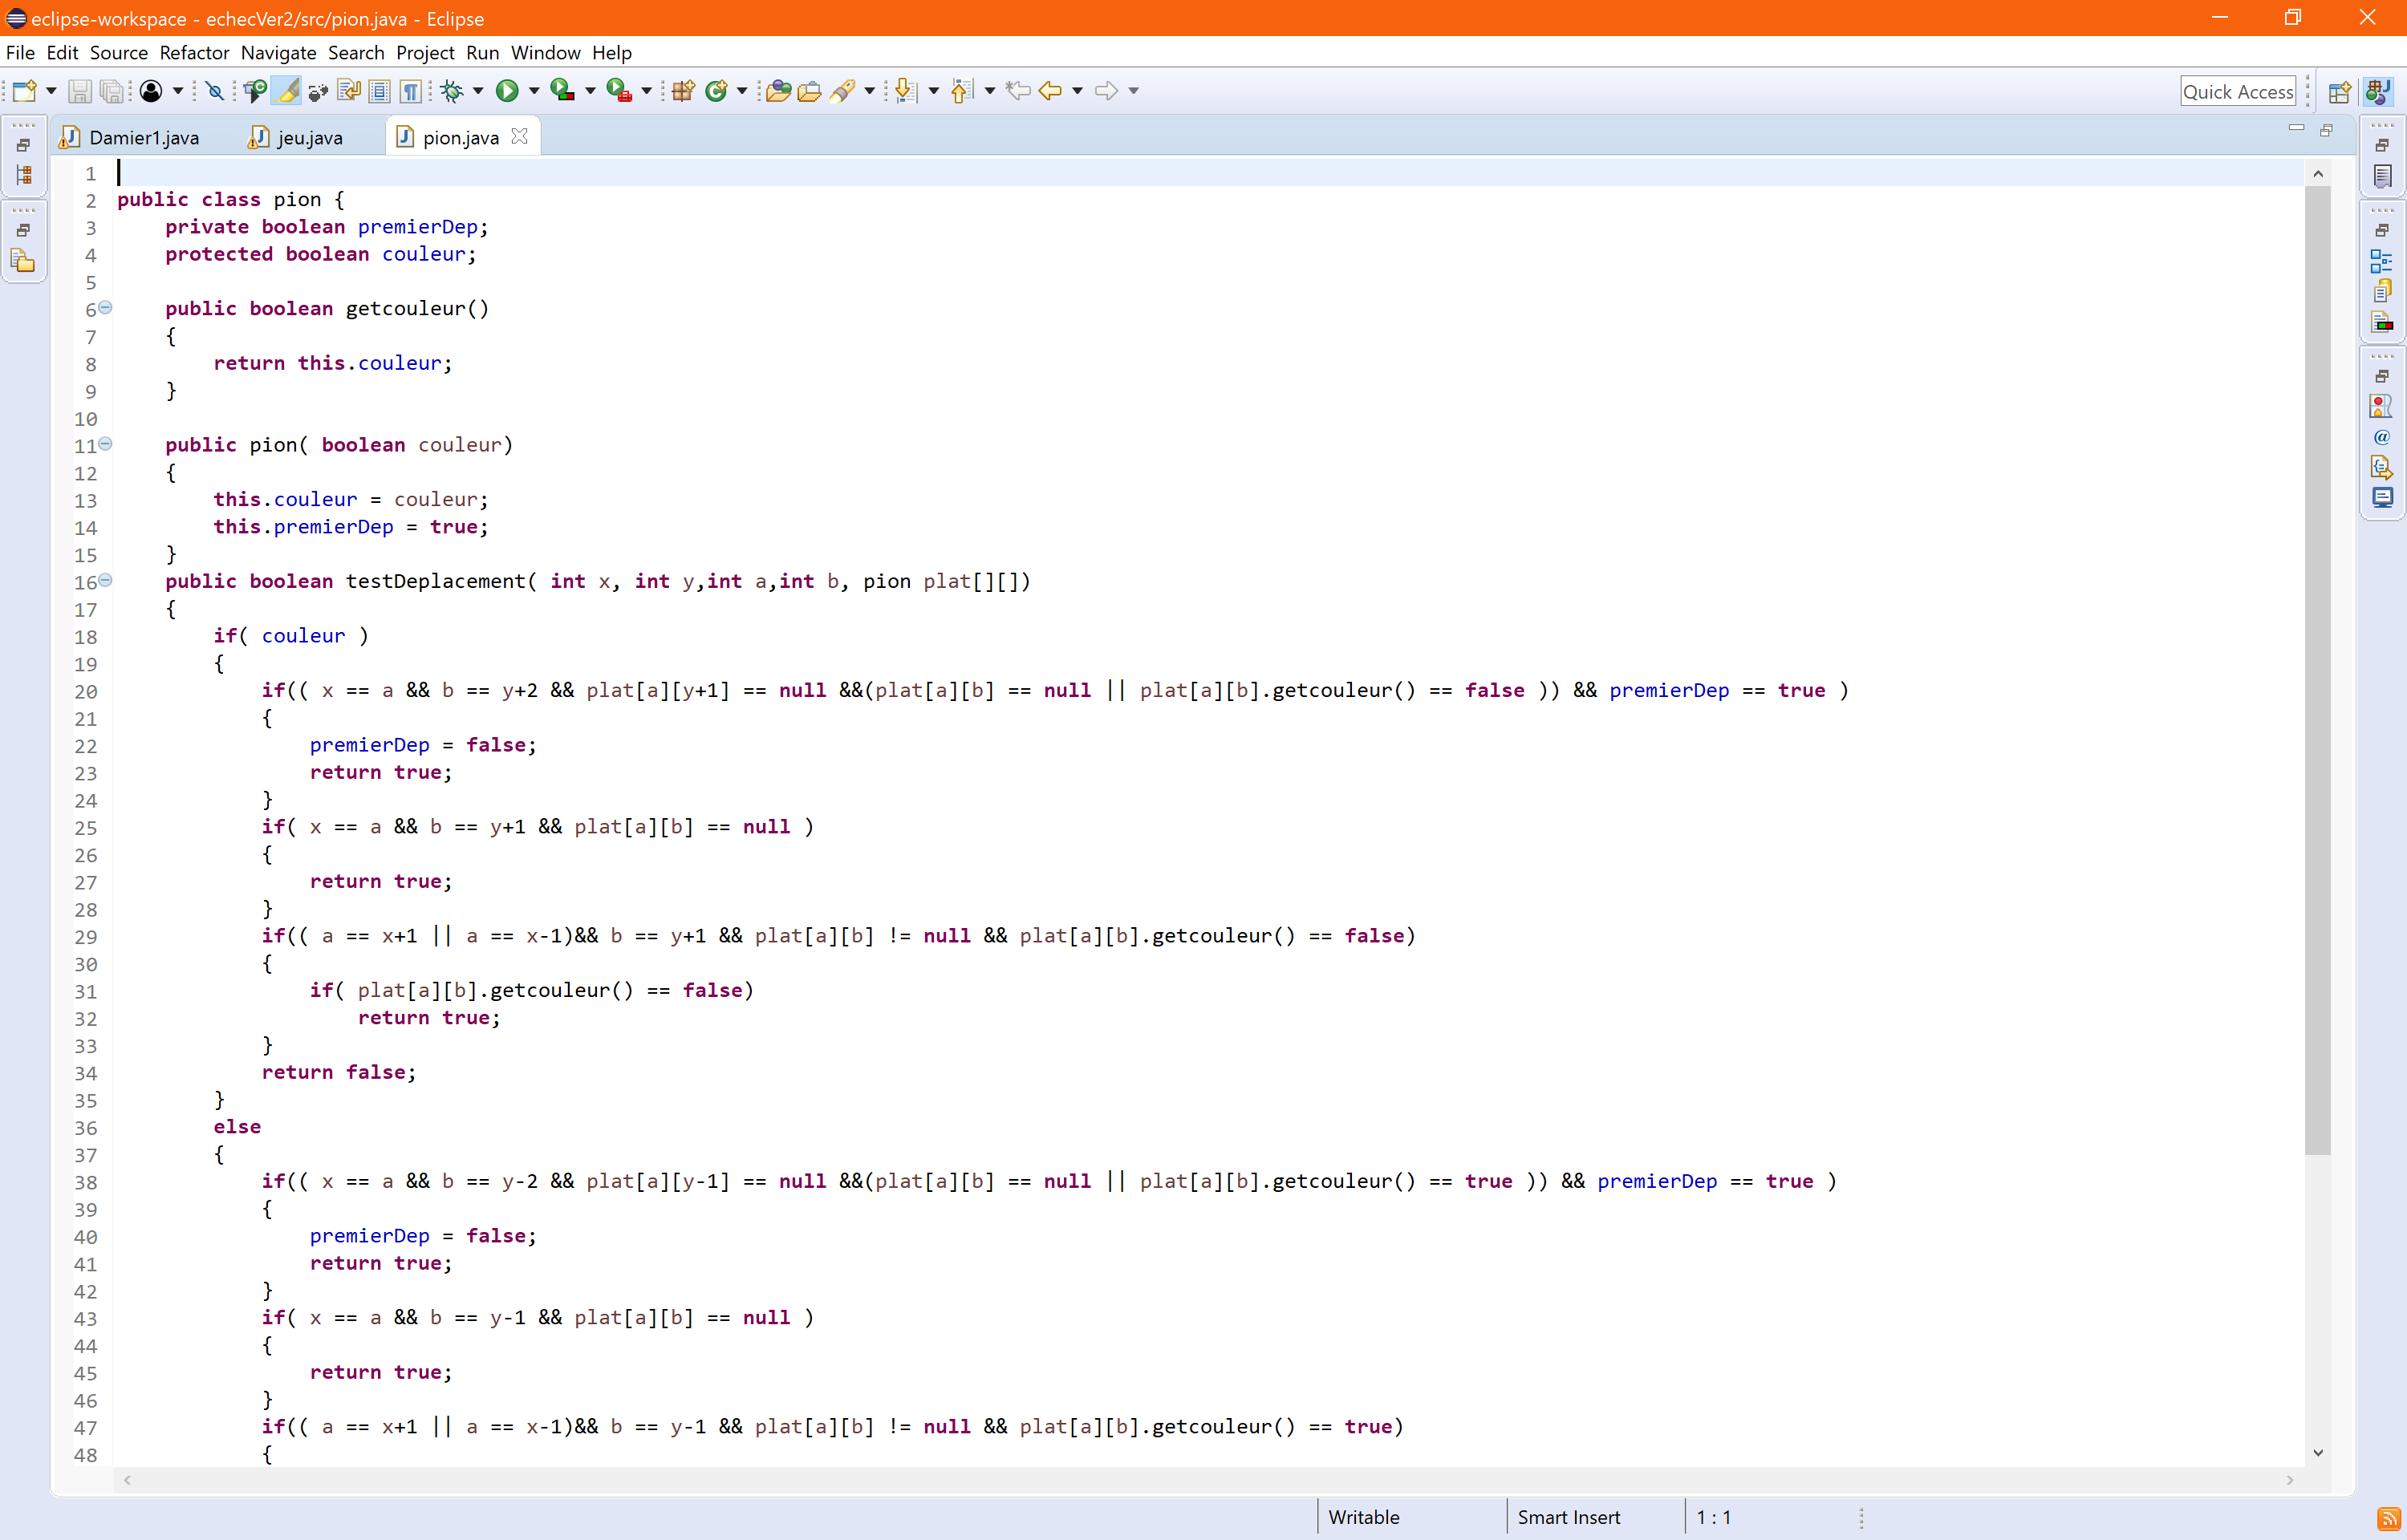 eclipse-workspace - echecVer2/src/pion.java - Eclipse
File Edit Source Refactor Navigate Search Project Run Window Help
Quick Access
Damier1.java jeu.java pion.java
1
2 public class pion {
3 private boolean premierDep;
4 protected boolean couleur;
5
6 public boolean getcouleur()
7 {
8 return this.couleur;
9 }
10
11 public pion( boolean couleur)
12 {
13 this.couleur = couleur;
14 this.premierDep = true;
15 }
16 public boolean testDeplacement( int x, int y,int a,int b, pion plat[][])
17 {
18 if( couleur )
19 {
20 if(( x == a && b == y+2 && plat[a][y+1] == null &&(plat[a][b] == null || plat[a][b].getcouleur() == false )) && premierDep == true )
21 {
22 premierDep = false;
23 return true;
24 }
25 if( x == a && b == y+1 && plat[a][b] == null )
26 {
27 return true;
28 }
29 if(( a == x+1 || a == x-1)&& b == y+1 && plat[a][b] != null && plat[a][b].getcouleur() == false)
30 {
31 if( plat[a][b].getcouleur() == false)
32 return true;
33 }
34 return false;
35 }
36 else
37 {
38 if(( x == a && b == y-2 && plat[a][y-1] == null &&(plat[a][b] == null || plat[a][b].getcouleur() == true )) && premierDep == true )
39 {
40 premierDep = false;
41 return true;
42 }
43 if( x == a && b == y-1 && plat[a][b] == null )
44 {
45 return true;
46 }
47 if(( a == x+1 || a == x-1)&& b == y-1 && plat[a][b] != null && plat[a][b].getcouleur() == true)
48 {
Writable Smart Insert 1 : 1